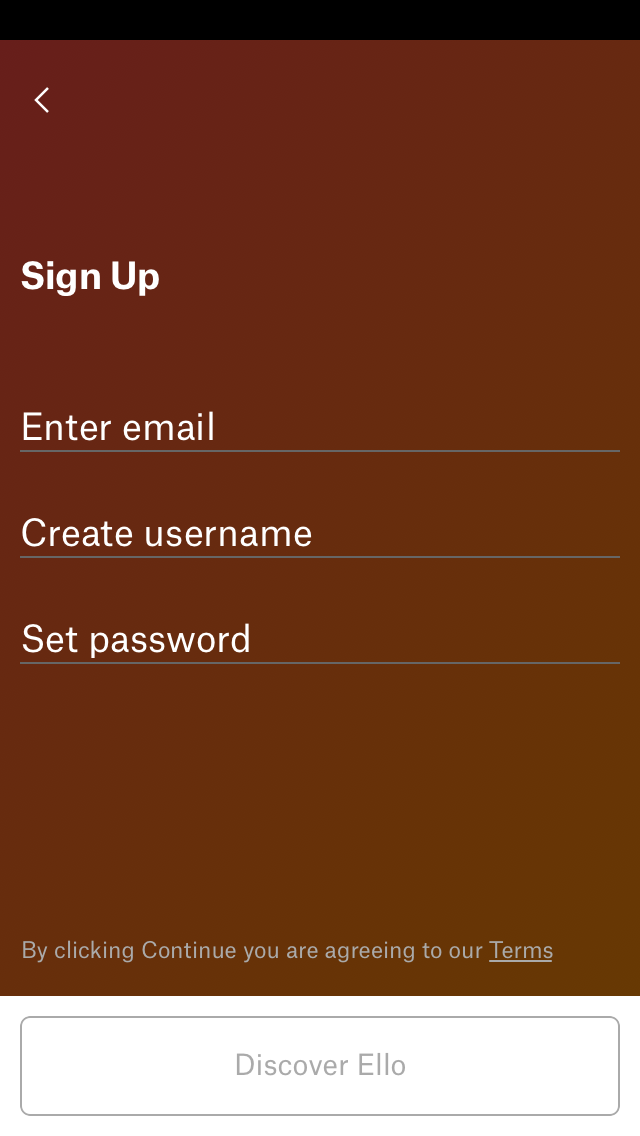 Sign Up
Enter email
Create username
Set password
By clicking Continue you are agreeing to our Terms
Discover Ello